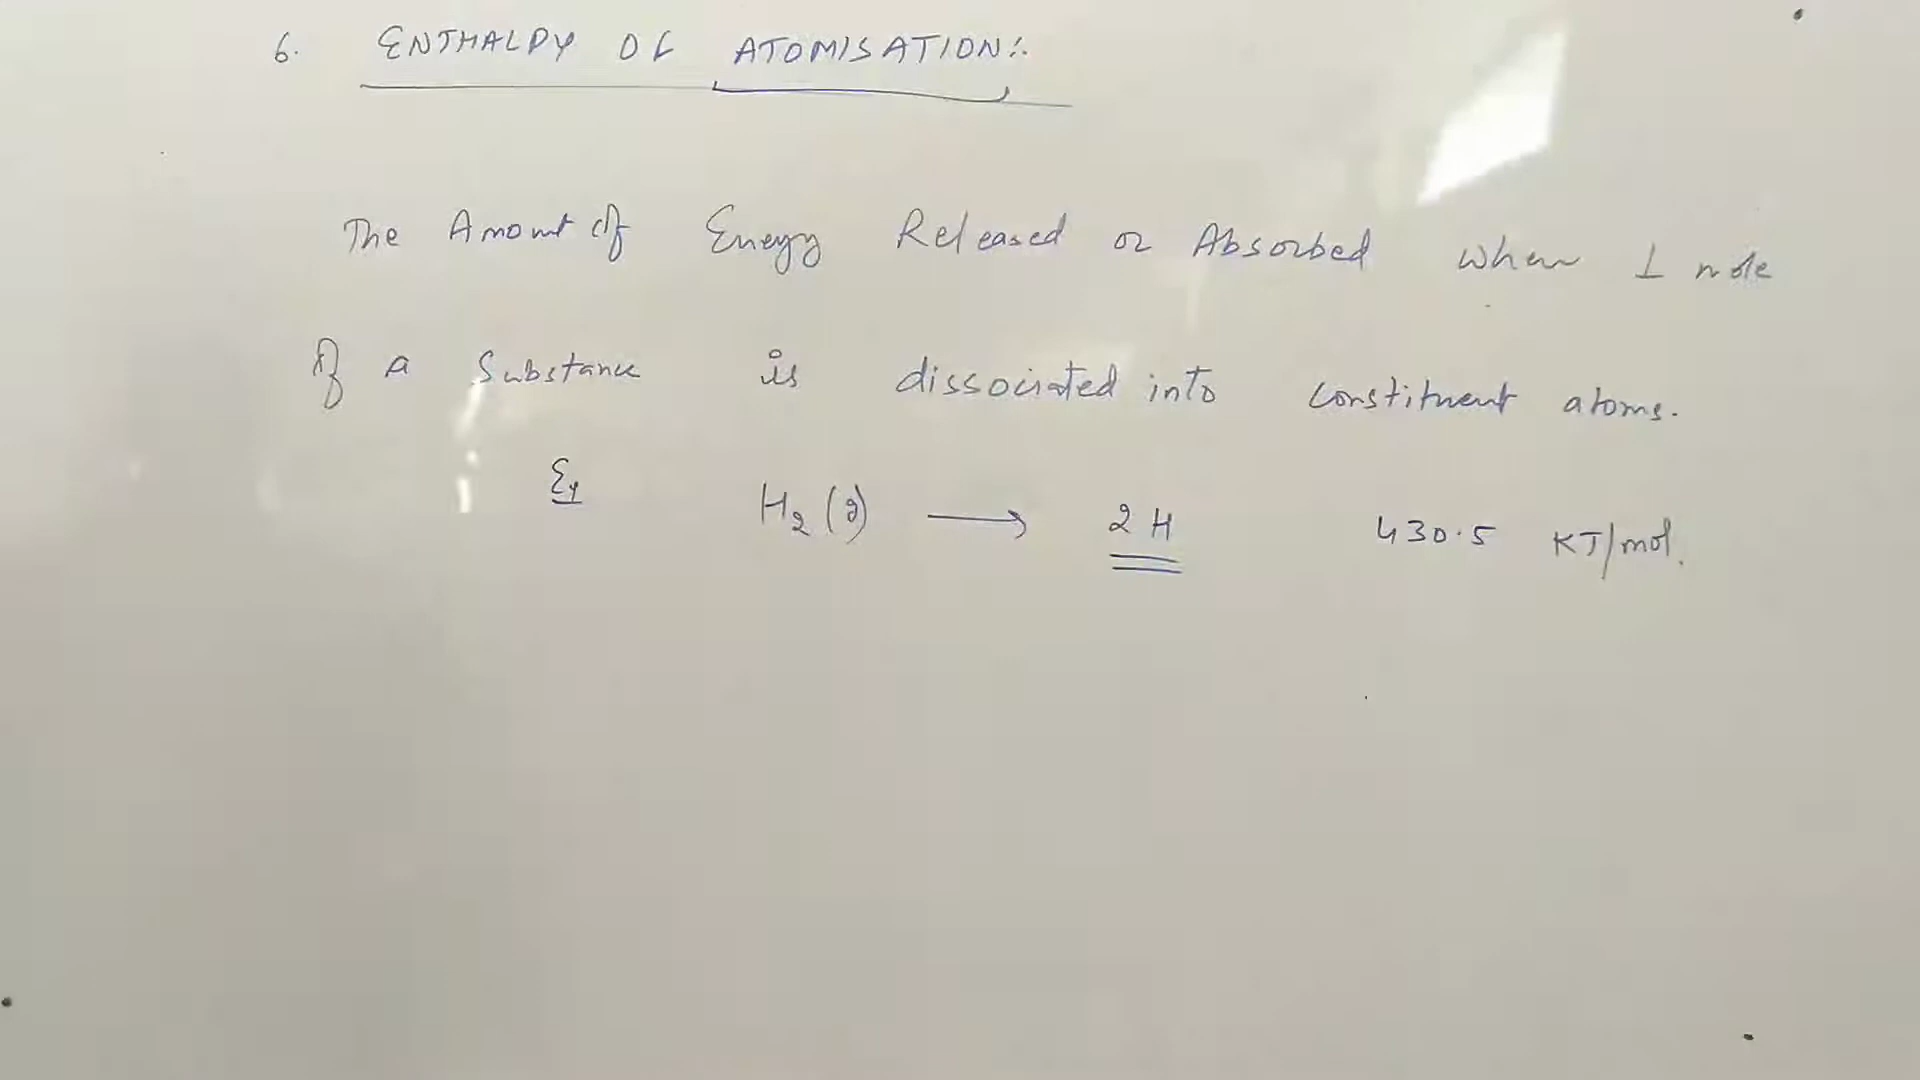 6. ENTHALPY OF ATOMISATION:
The Amount of Energy Released or Absorbed when 1 mole
of a Substance is dissociated into constituent atoms.
Eg H₂(g) → 2H 430.5 KJ/mol.